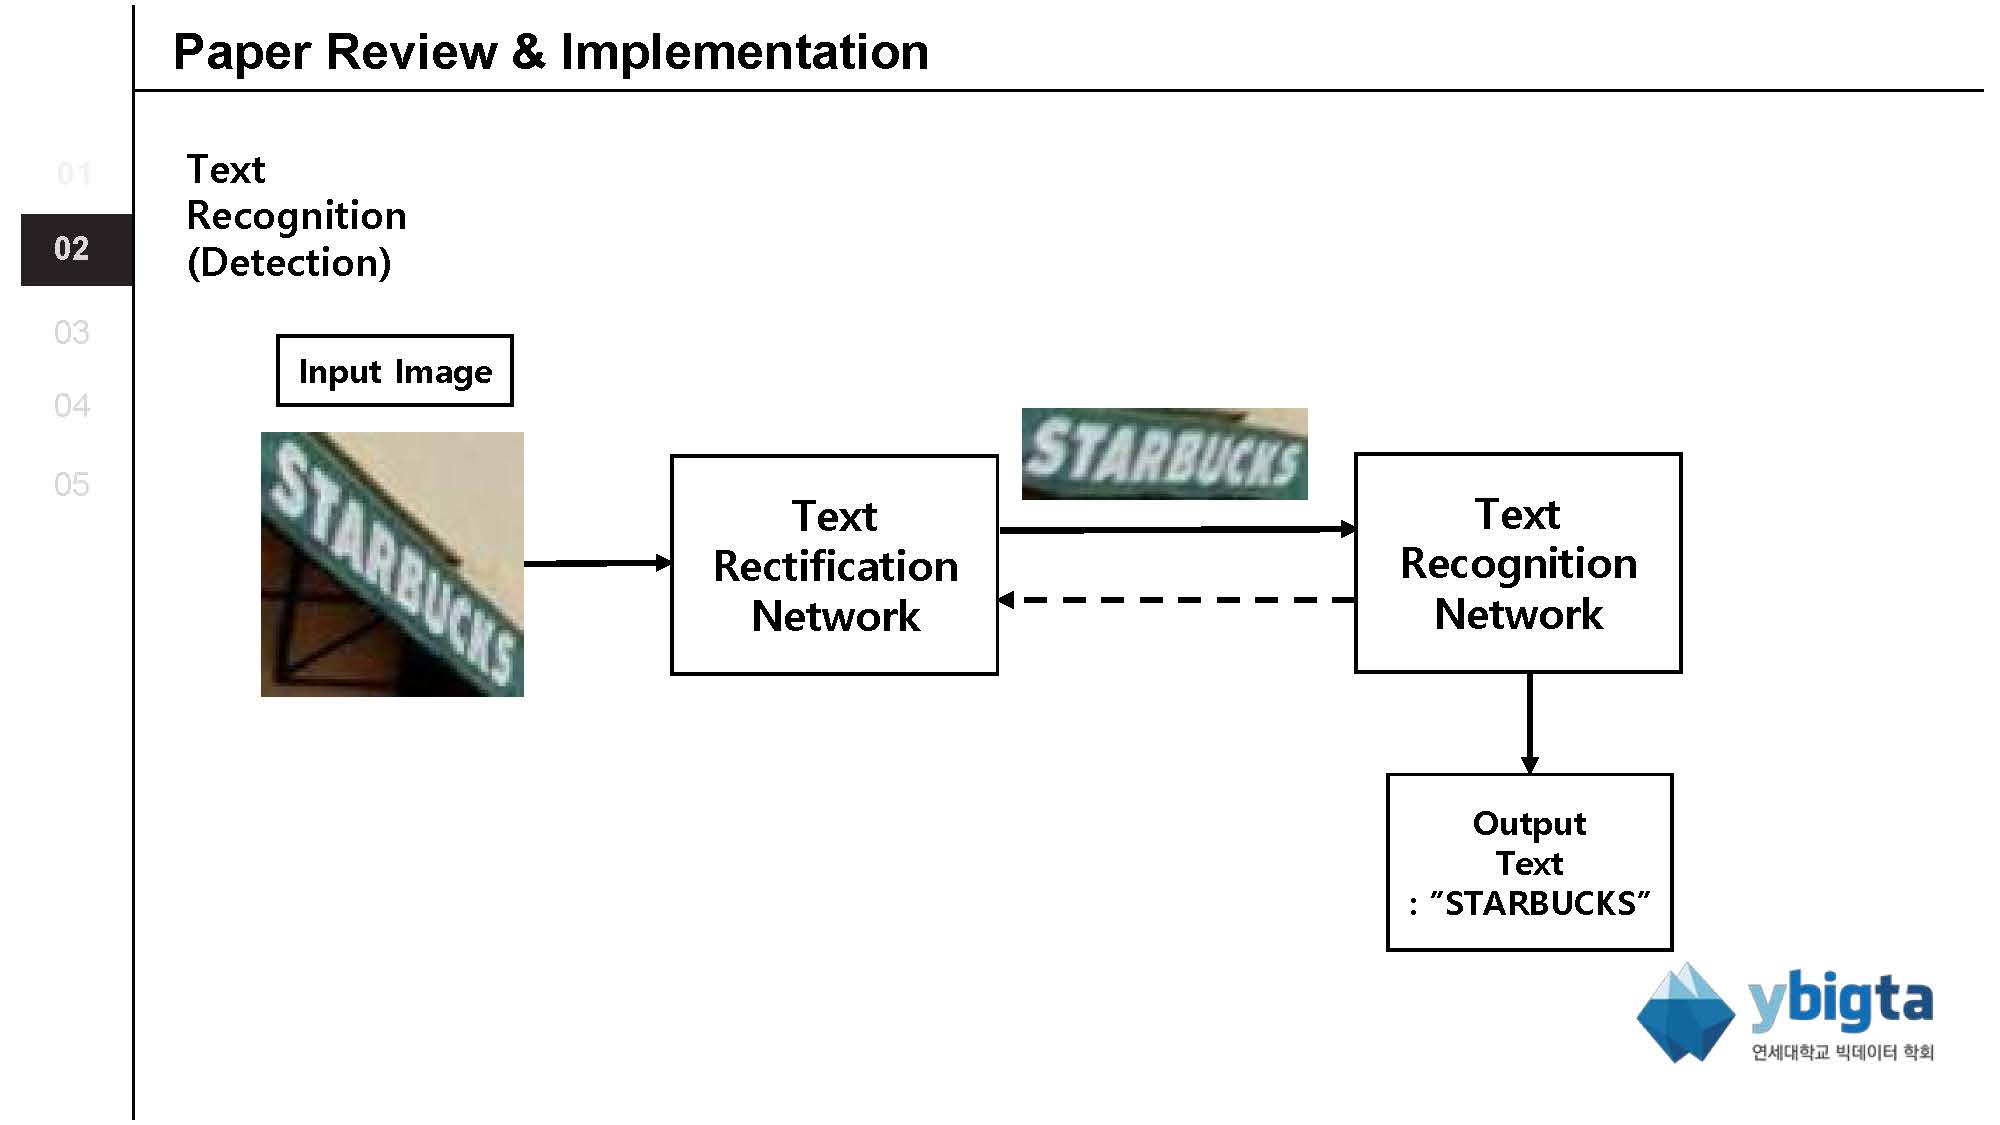 Paper Review & Implementation
01
02
03
04
05
Text
Recognition
(Detection)
Input Image
STARBUCKS
Text
Rectification
Network
STARBUCKS
Text
Recognition
Network
Output
Text
: ”STARBUCKS”
ybigta
연세대학교 빅데이터 학회